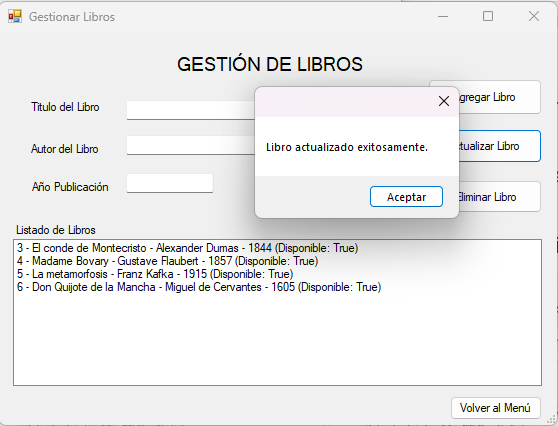 Gestionar Libros
GESTIÓN DE LIBROS
Titulo del Libro
gregar Libro
Libro actualizado exitosamente.
Autor del Libro
tualizar Libro
Año Publicación
Aceptar
Eliminar Libro
Listado de Libros
3 - El conde de Montecristo - Alexander Dumas - 1844 (Disponible: True)
4 - Madame Bovary - Gustave Flaubert - 1857 (Disponible: True)
5 - La metamorfosis - Franz Kafka - 1915 (Disponible: True)
6 - Don Quijote de la Mancha - Miguel de Cervantes - 1605 (Disponible: True)
Volver al Menú